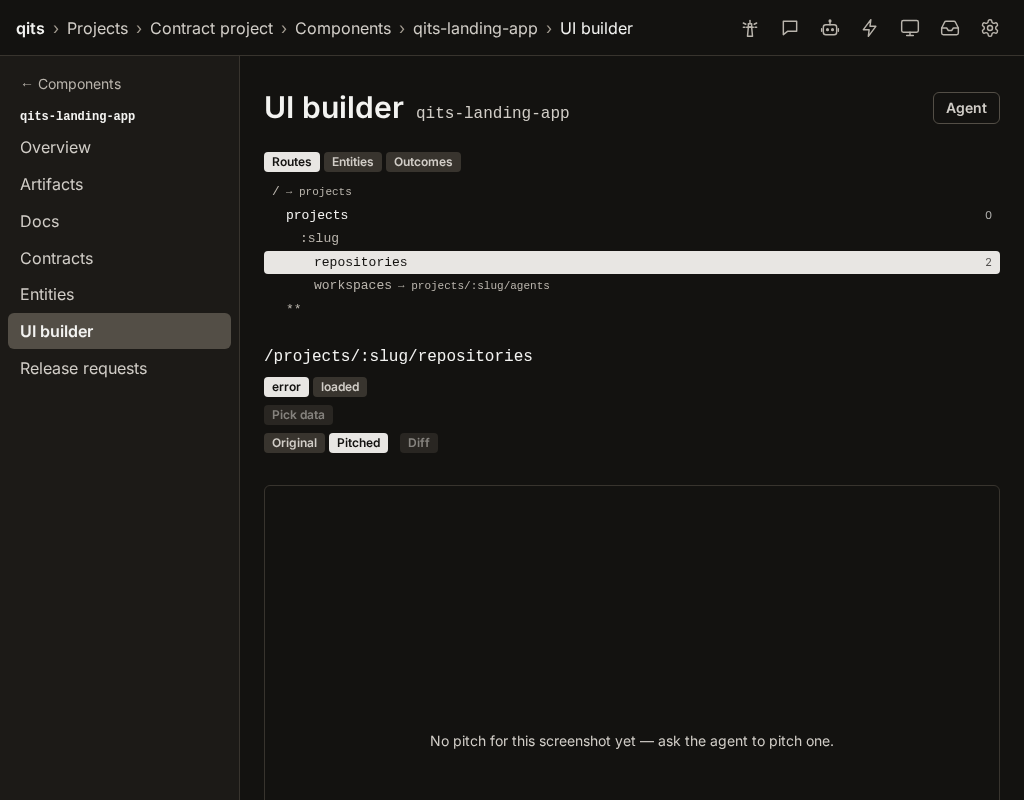 qits › Projects › Contract project › Components › qits-landing-app › UI builder
← Components
qits-landing-app
Overview
Artifacts
Docs
Contracts
Entities
UI builder
Release requests
UI builder qits-landing-app
Agent
Routes Entities Outcomes
/ → projects
projects 0
:slug
repositories 2
workspaces → projects/:slug/agents
**
/projects/:slug/repositories
error loaded
Pick data
Original Pitched Diff
No pitch for this screenshot yet — ask the agent to pitch one.